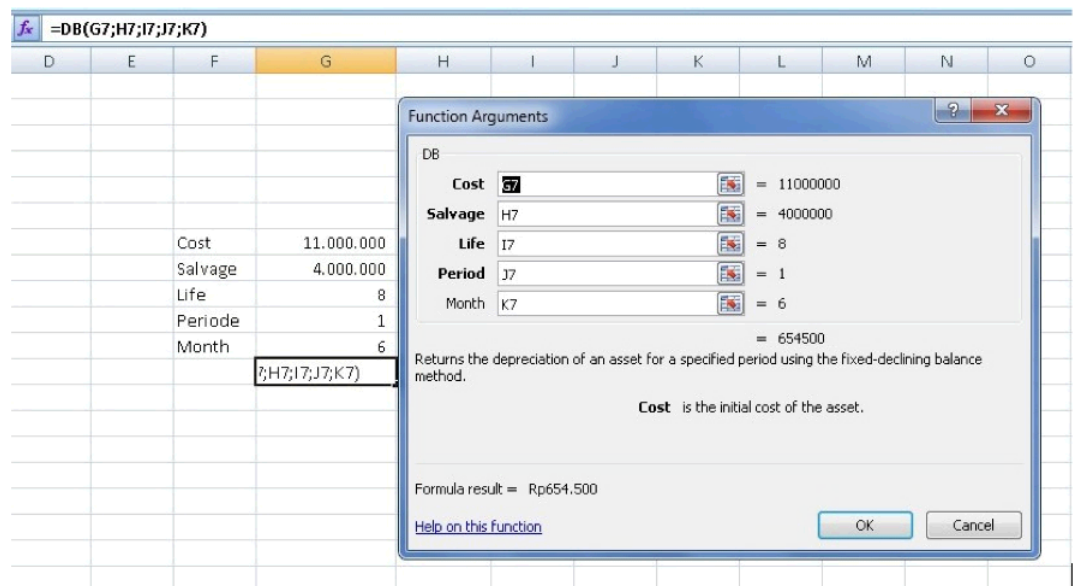 fx =DB(G7;H7;I7;J7;K7)
D E F G H I J K L M N O
Function Arguments
DB
Cost G7 = 11000000
Salvage H7 = 4000000
Life I7 = 8
Period J7 = 1
Month K7 = 6
= 654500
Returns the depreciation of an asset for a specified period using the fixed-declining balance
method.
Cost is the initial cost of the asset.
Formula result = Rp654.500
Help on this function
OK Cancel
Cost 11.000.000
Salvage 4.000.000
Life 8
Periode 1
Month 6
7;H7;I7;J7;K7)